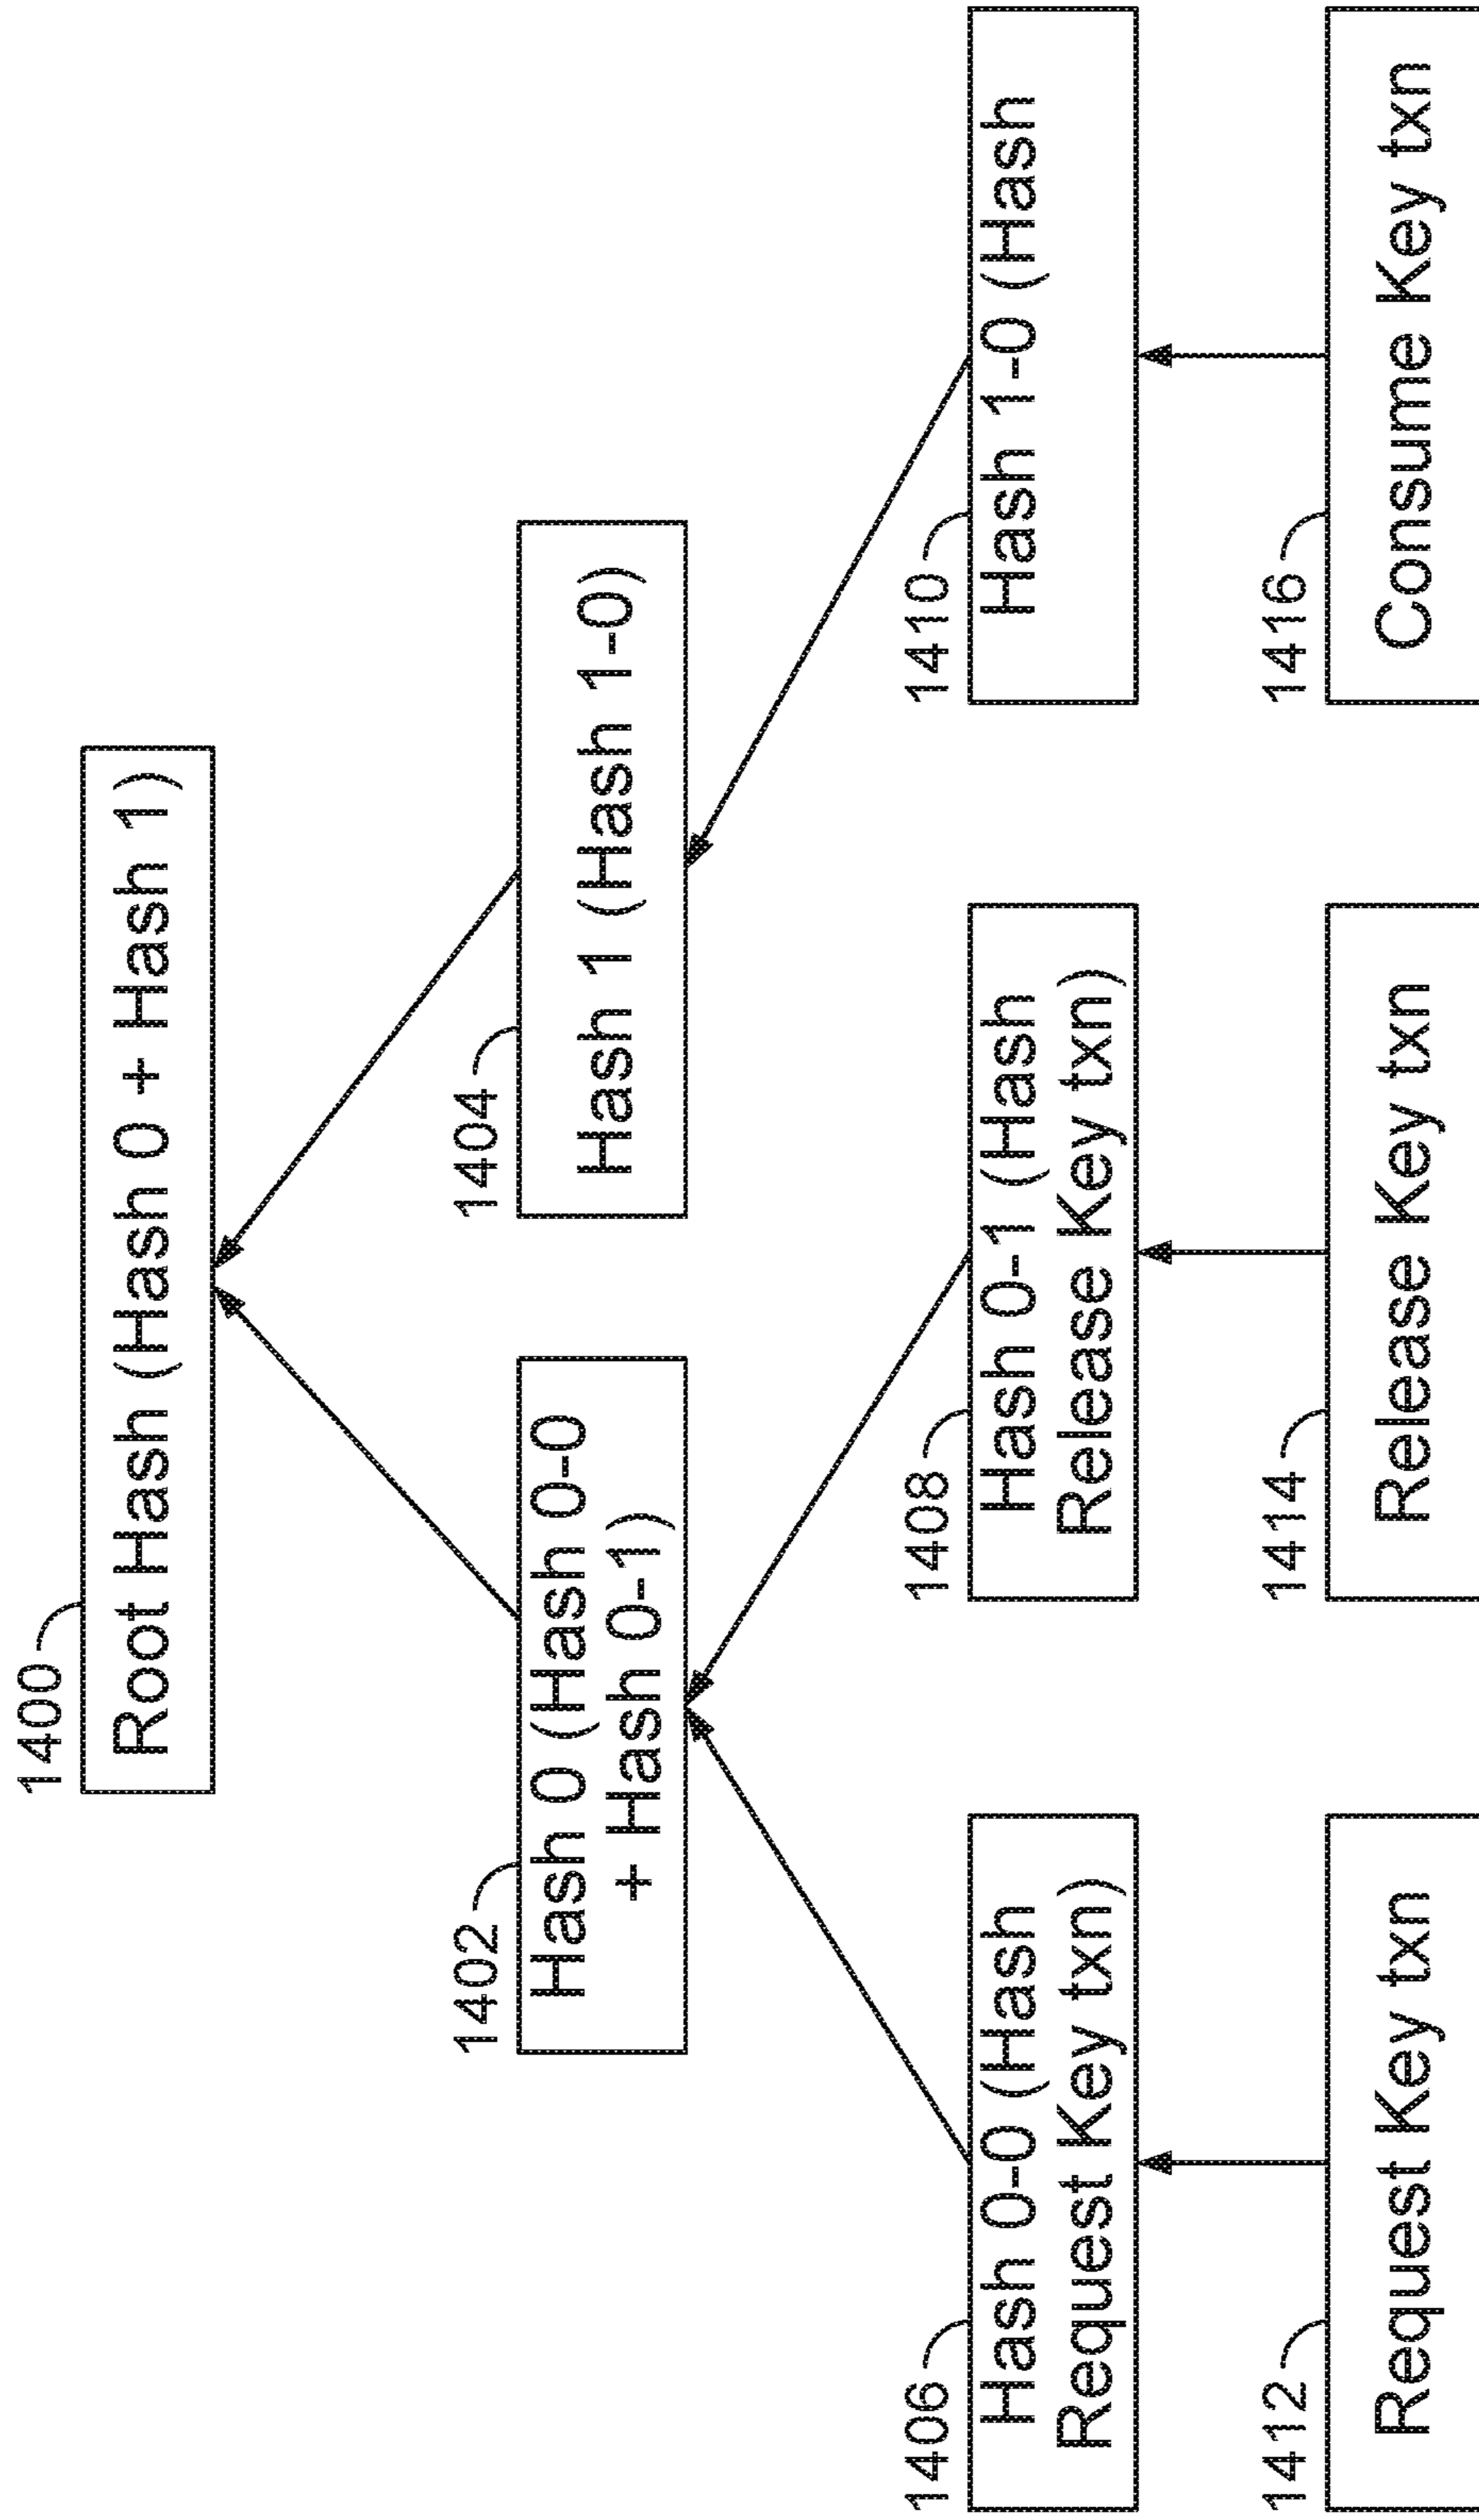 1400
Root Hash (Hash 0 + Hash 1)
1402
Hash 0 (Hash 0-0
+ Hash 0-1)
1404
Hash 1 (Hash 1-0)
1406
Hash 0-0 (Hash
Request Key txn)
1408
Hash 0-1 (Hash
Release Key txn)
1410
Hash 1-0 (Hash
1412
Request Key txn
1414
Release Key txn
1416
Consume Key txn